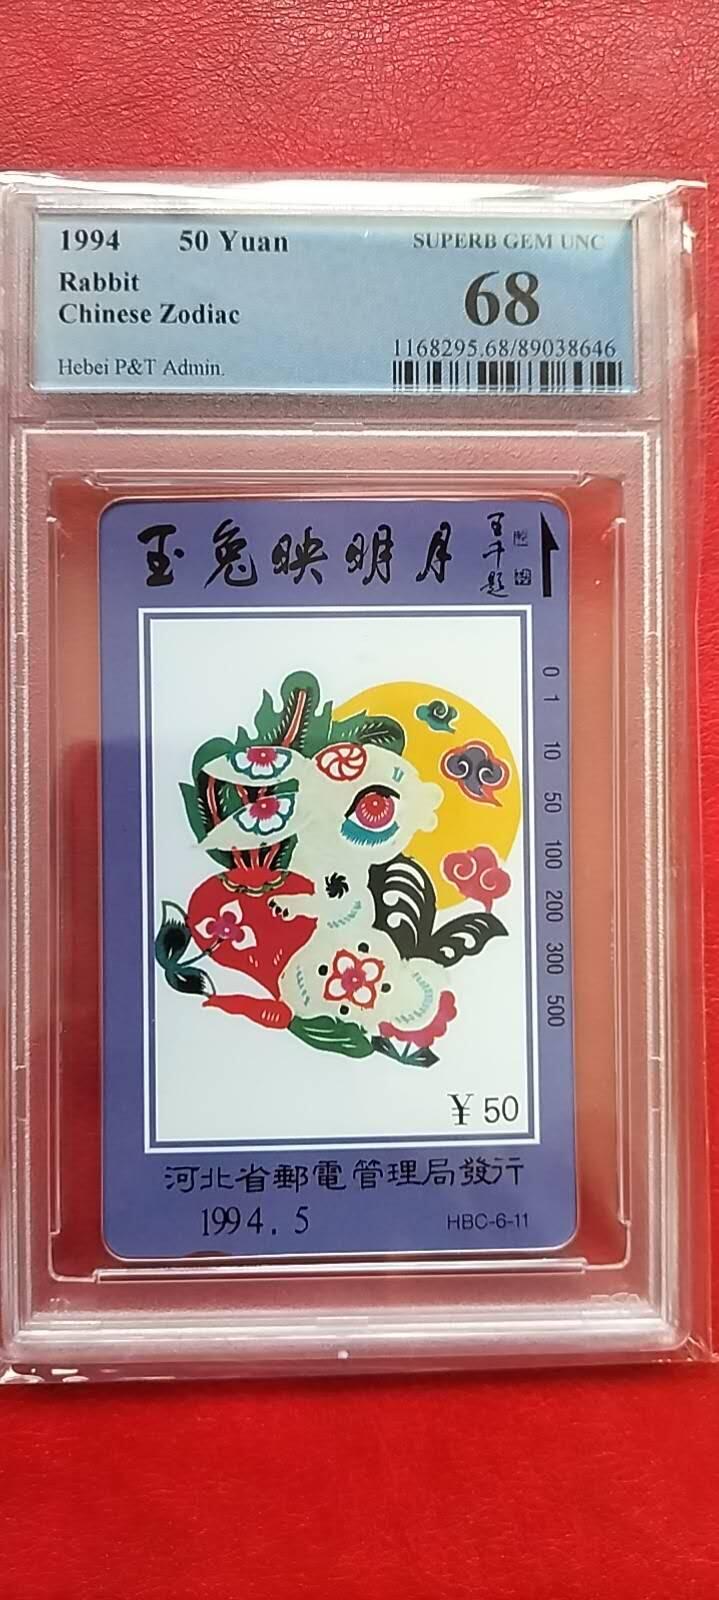 1994 50 Yuan SUPERB GEM UNC
Rabbit 68
Chinese Zodiac
1168295.68/89038646
Hebei P&T Admin.
玉兔映明月
0 1 10 50 100 200 300 500
¥ 50
河北省郵電管理局發行
1994.5 HBC-6-11